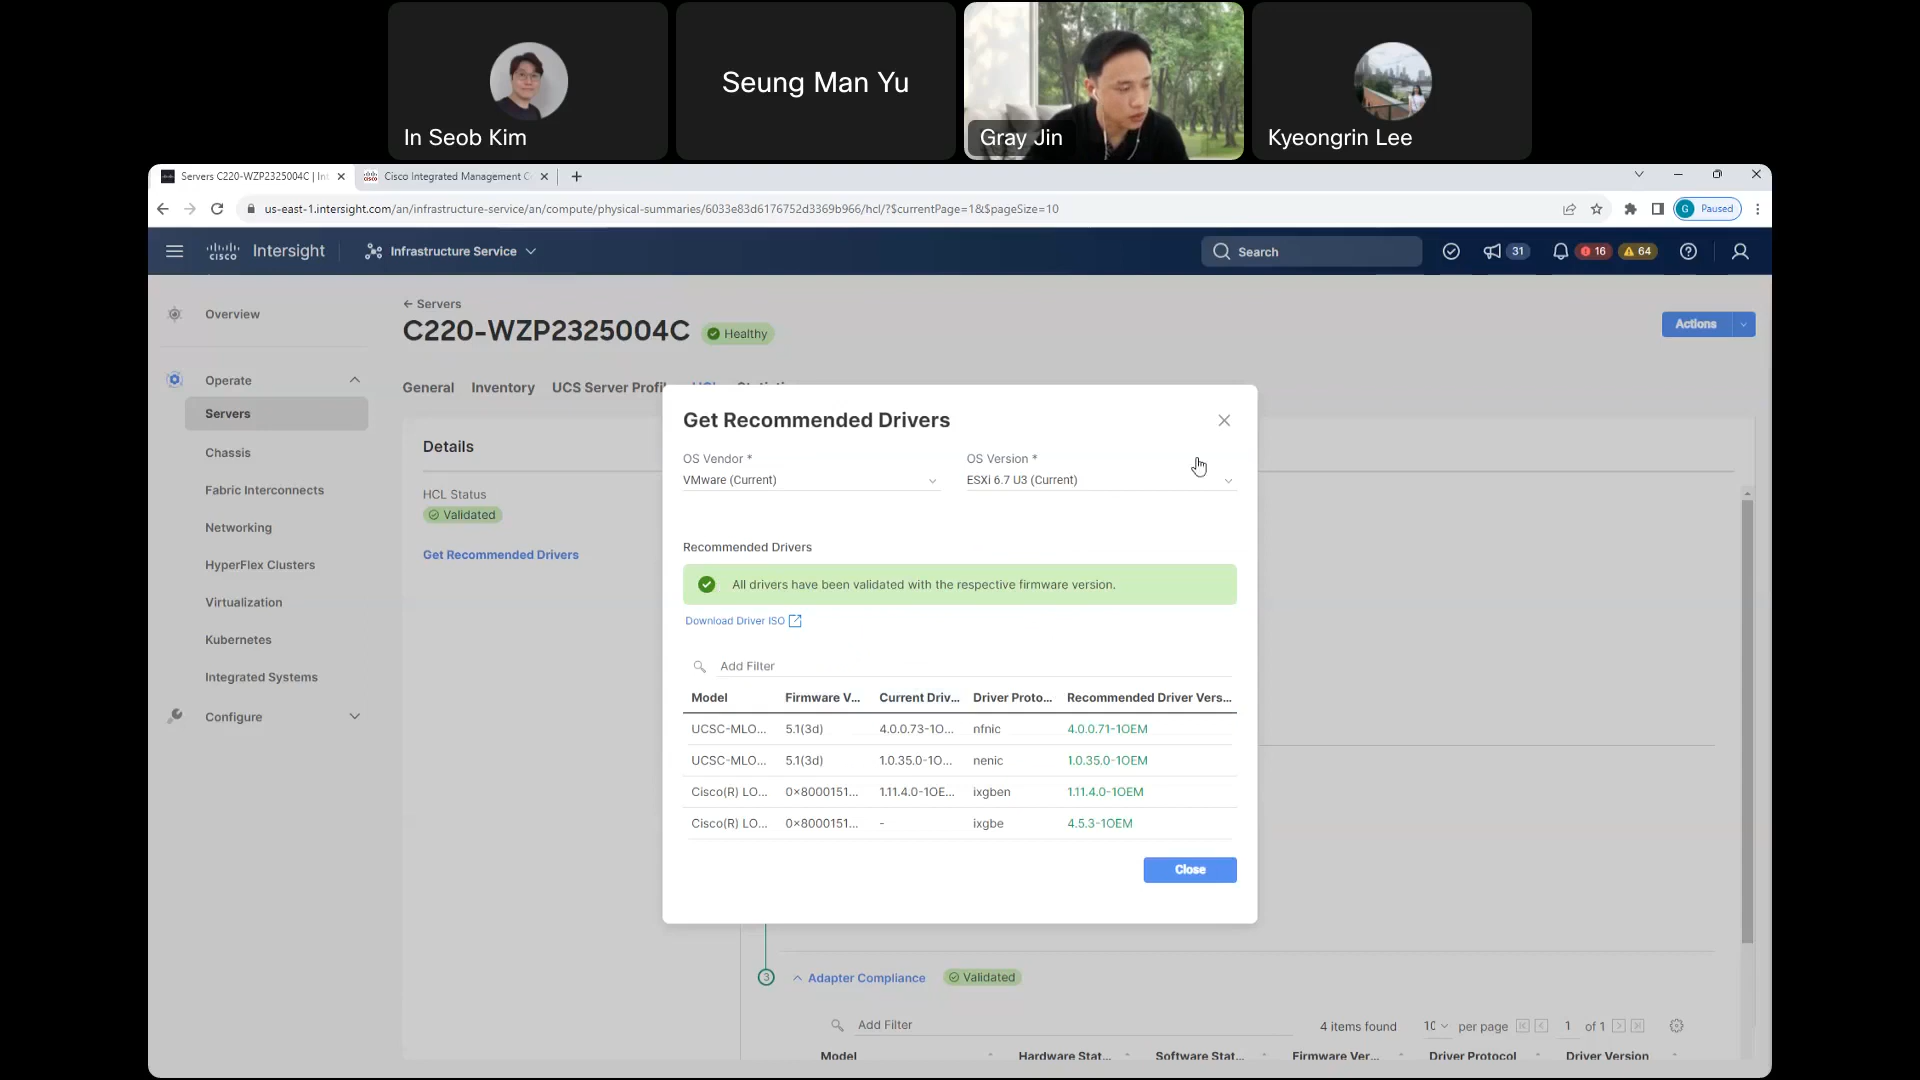 In Seob Kim
Seung Man Yu
Gray Jin
Kyeongrin Lee
Servers C220-WZP2325004C | Int
Cisco Integrated Management C
us-east-1.intersight.com/an/infrastructure-service/an/compute/physical-summaries/6033e83d6176752d3369b966/hcl/?$currentPage=1&$pageSize=10
G Paused
cisco Intersight
Infrastructure Service
Search
31
16
64
Overview
Operate
Servers
Chassis
Fabric Interconnects
Networking
HyperFlex Clusters
Virtualization
Kubernetes
Integrated Systems
Configure
← Servers
C220-WZP2325004C
Healthy
Actions
General Inventory UCS Server Profil
Details
HCL Status
Validated
Get Recommended Drivers
Get Recommended Drivers
OS Vendor * OS Version *
VMware (Current) ESXi 6.7 U3 (Current)
Recommended Drivers
All drivers have been validated with the respective firmware version.
Download Driver ISO
Add Filter
Model Firmware V... Current Driv... Driver Proto... Recommended Driver Vers...
UCSC-MLO... 5.1(3d) 4.0.0.73-1O... nfnic 4.0.0.71-1OEM
UCSC-MLO... 5.1(3d) 1.0.35.0-1O... nenic 1.0.35.0-1OEM
Cisco(R) LO... 0x8000151... 1.11.4.0-1OE... ixgben 1.11.4.0-1OEM
Cisco(R) LO... 0x8000151... - ixgbe 4.5.3-1OEM
Close
3 Adapter Compliance Validated
Add Filter 4 items found 10 per page 1 of 1
Model Hardware Stat... Software Stat... Firmware Ver... Driver Protocol Driver Version